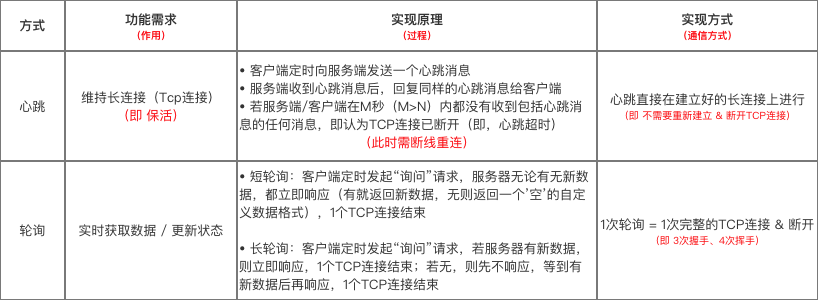 方式
功能需求
（作用）
实现原理
（过程）
实现方式
（通信方式）
心跳
维持长连接（Tcp连接）
（即 保活）
• 客户端定时向服务端发送一个心跳消息
• 服务端收到心跳消息后，回复同样的心跳消息给客户端
• 若服务端/客户端在M秒（M>N）内都没有收到包括心跳消
息的任何消息，即认为TCP连接已断开（即，心跳超时）
（此时需断线重连）
心跳直接在建立好的长连接上进行
（即 不需要重新建立 & 断开TCP连接）
轮询
实时获取数据 / 更新状态
• 短轮询：客户端定时发起“询问”请求，服务器无论有无新数
据，都立即响应（有就返回新数据，无则返回一个’空’的自定
义数据格式），1个TCP连接结束
• 长轮询：客户端定时发起“询问”请求，若服务器有新数据，
则立即响应，1个TCP连接结束；若无，则先不响应，等到有
新数据后再响应，1个TCP连接结束
1次轮询 = 1次完整的TCP连接 & 断开
（即 3次握手、4次挥手）